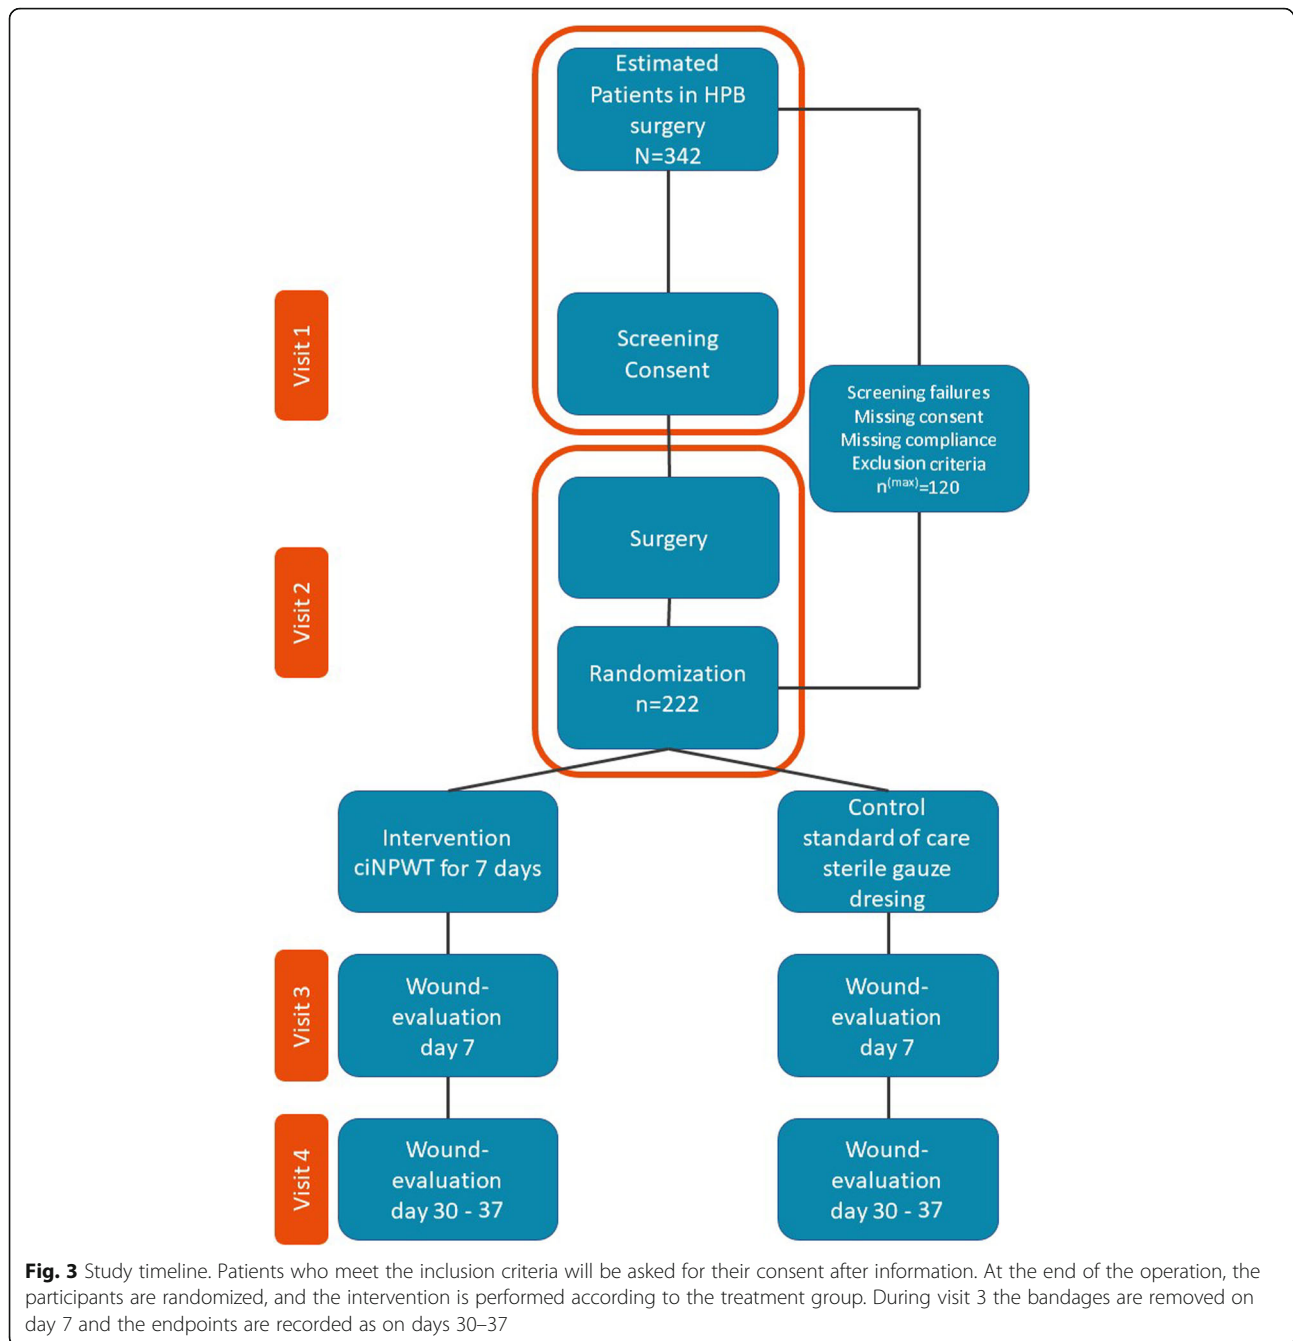 Estimated
Patients in HPB
surgery
N=342
Visit 1
Screening
Consent
Screening failures
Missing consent
Missing compliance
Exclusion criteria
n(max)=120
Visit 2
Surgery
Randomization
n=222
Intervention
ciNPWT for 7 days
Control
standard of care
sterile gauze
dresing
Visit 3
Wound-
evaluation
day 7
Wound-
evaluation
day 7
Visit 4
Wound-
evaluation
day 30 - 37
Wound-
evaluation
day 30 - 37
Fig. 3 Study timeline. Patients who meet the inclusion criteria will be asked for their consent after information. At the end of the operation, the
participants are randomized, and the intervention is performed according to the treatment group. During visit 3 the bandages are removed on
day 7 and the endpoints are recorded as on days 30–37